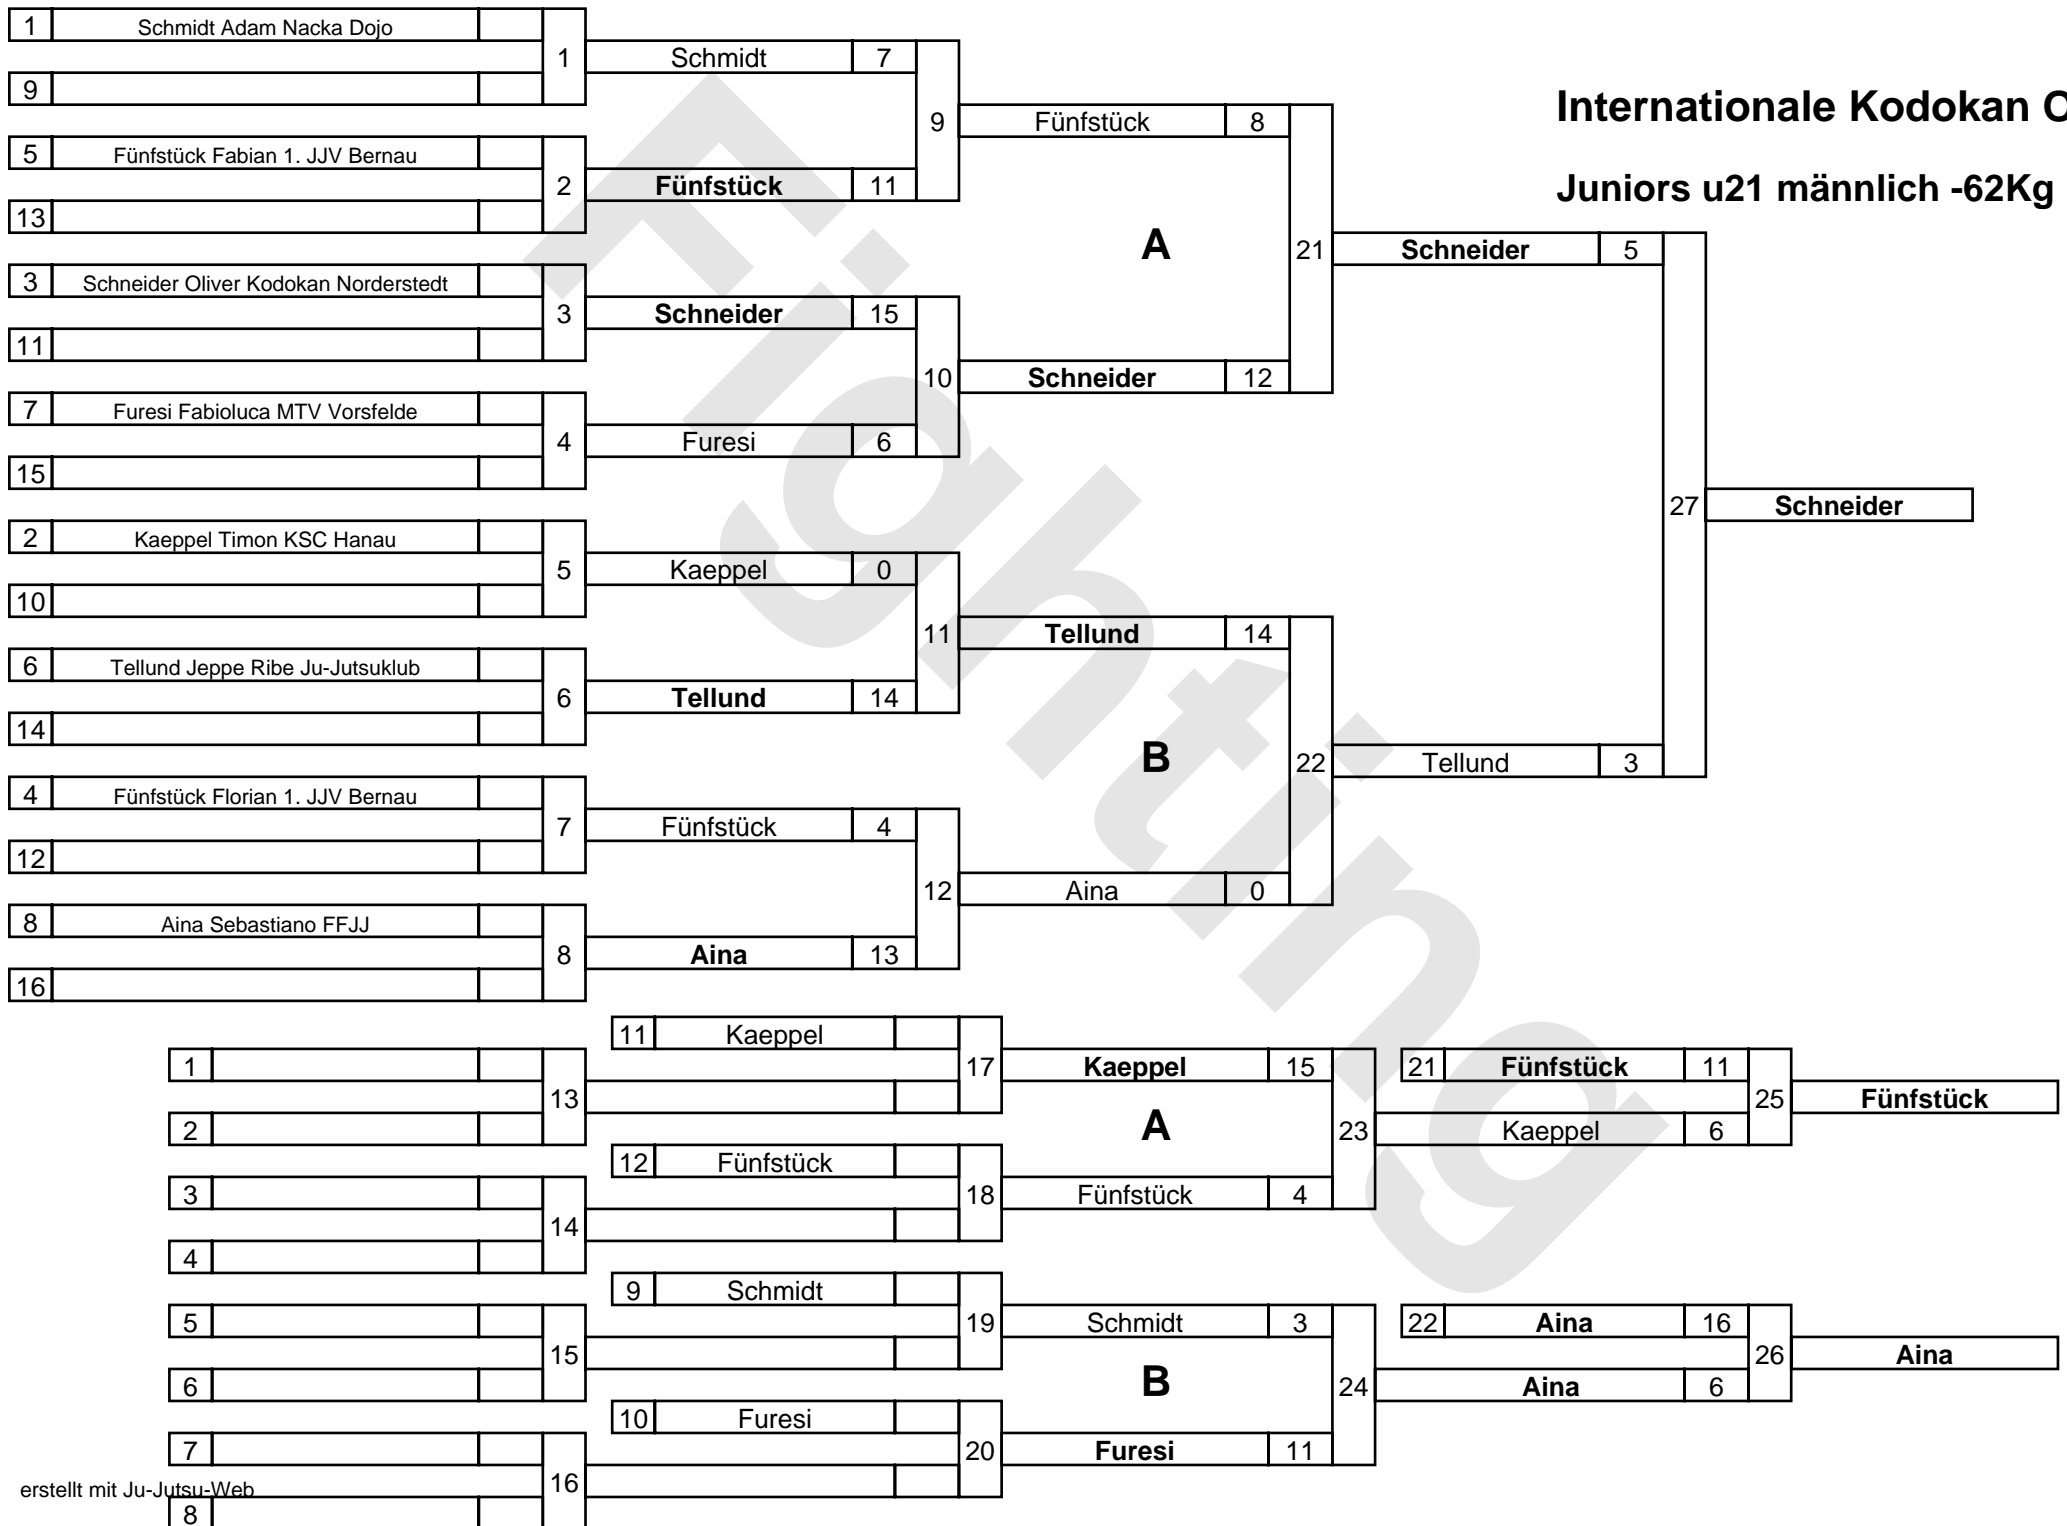 Internationale Kodokan O
Juniors u21 männlich -62Kg
1 Schmidt Adam Nacka Dojo
9
1
5 Fünfstück Fabian 1. JJV Bernau
13
2
3 Schneider Oliver Kodokan Norderstedt
11
3
7 Furesi Fabioluca MTV Vorsfelde
15
4
2 Kaeppel Timon KSC Hanau
10
5
6 Tellund Jeppe Ribe Ju-Jutsuklub
14
6
4 Fünfstück Florian 1. JJV Bernau
12
7
8 Aina Sebastiano FFJJ
16
8
Schmidt 7
Fünfstück 11
9
Schneider 15
Furesi 6
10
Kaeppel 0
Tellund 14
11
Fünfstück 4
Aina 13
12
Fünfstück 8
A
Schneider 12
21
Tellund 14
B
Aina 0
22
Schneider 5
Tellund 3
27
Schneider
1
2
13
3
4
14
5
6
15
7
8
16
11 Kaeppel
17
12 Fünfstück
18
9 Schmidt
19
10 Furesi
20
Kaeppel 15
A
Fünfstück 4
23
Schmidt 3
B
Furesi 11
24
21 Fünfstück 11
Kaeppel 6
25
Fünfstück
22 Aina 16
Aina 6
26
Aina
erstellt mit Ju-Jutsu-Web
Fighting